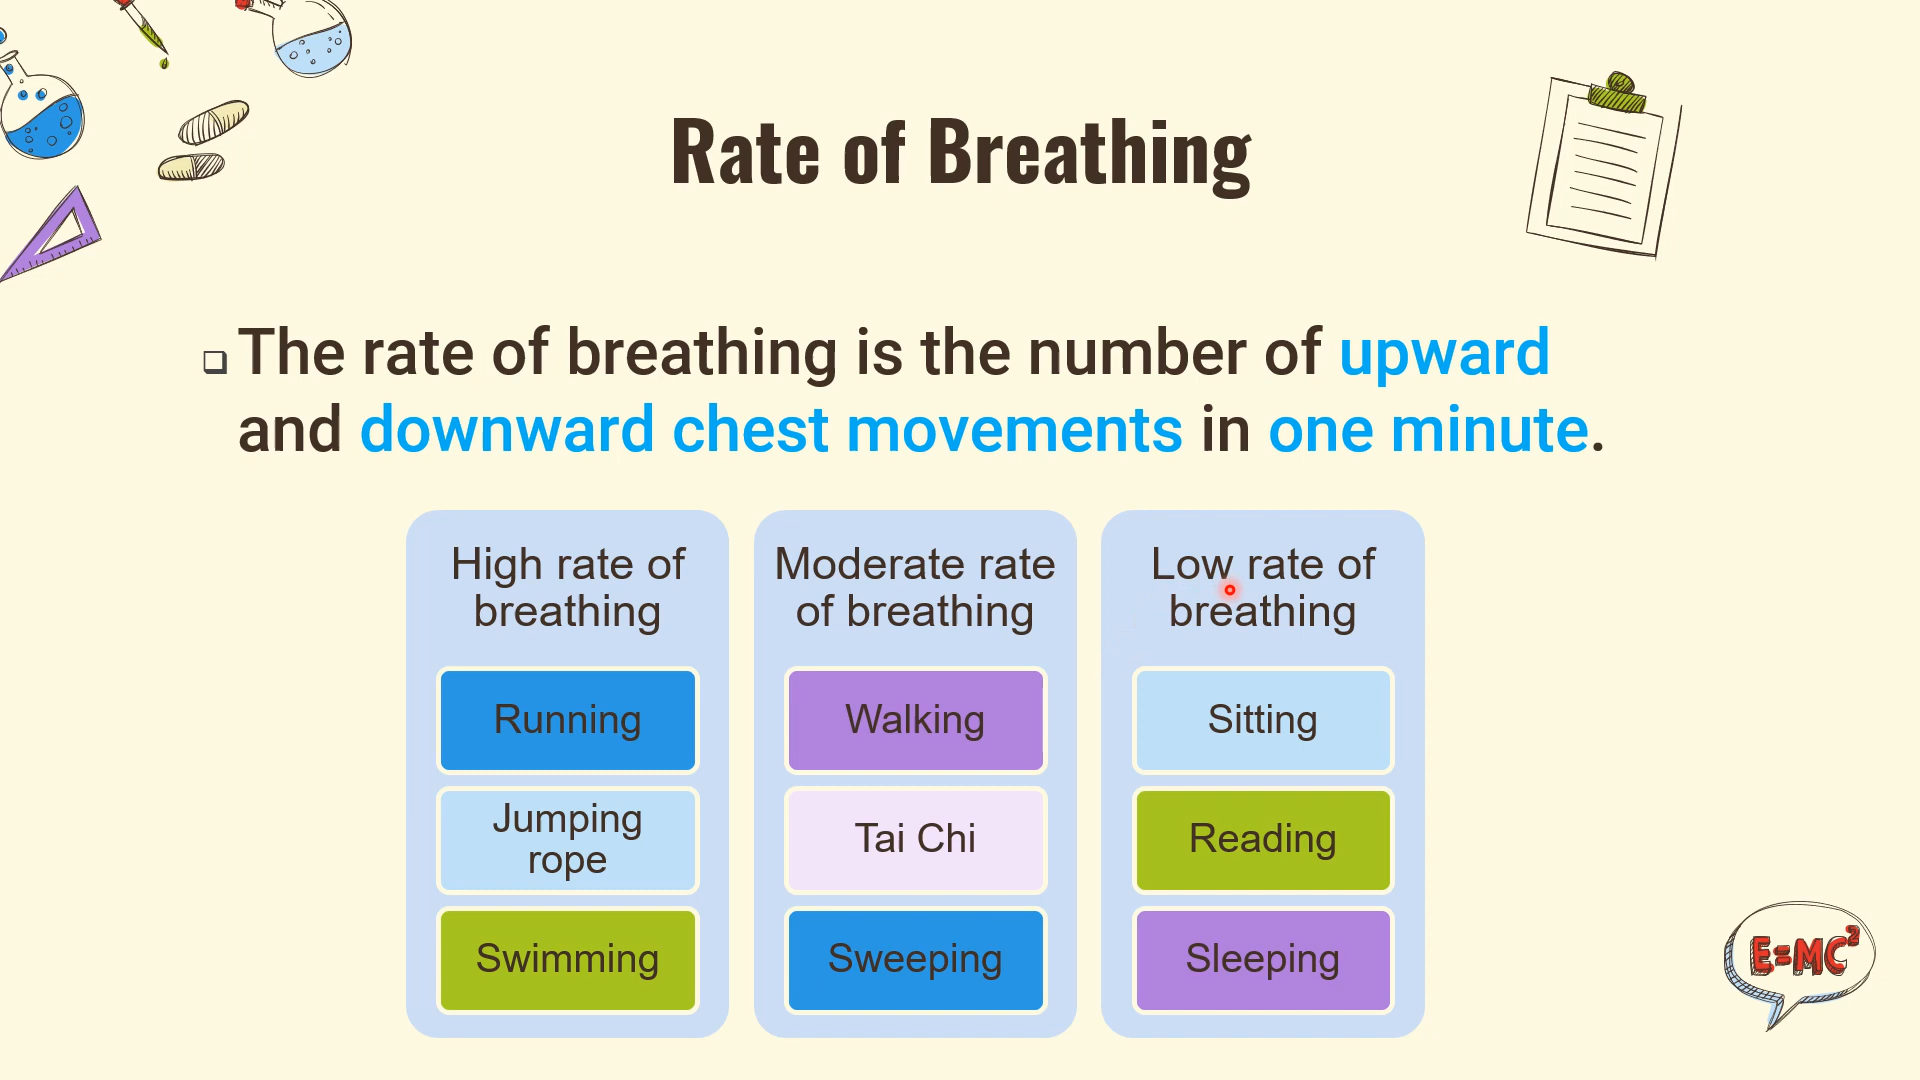 Rate of Breathing
The rate of breathing is the number of upward
and downward chest movements in one minute.
High rate of
breathing
Running
Jumping
rope
Swimming
Moderate rate
of breathing
Walking
Tai Chi
Sweeping
Low rate of
breathing
Sitting
Reading
Sleeping
E=MC²